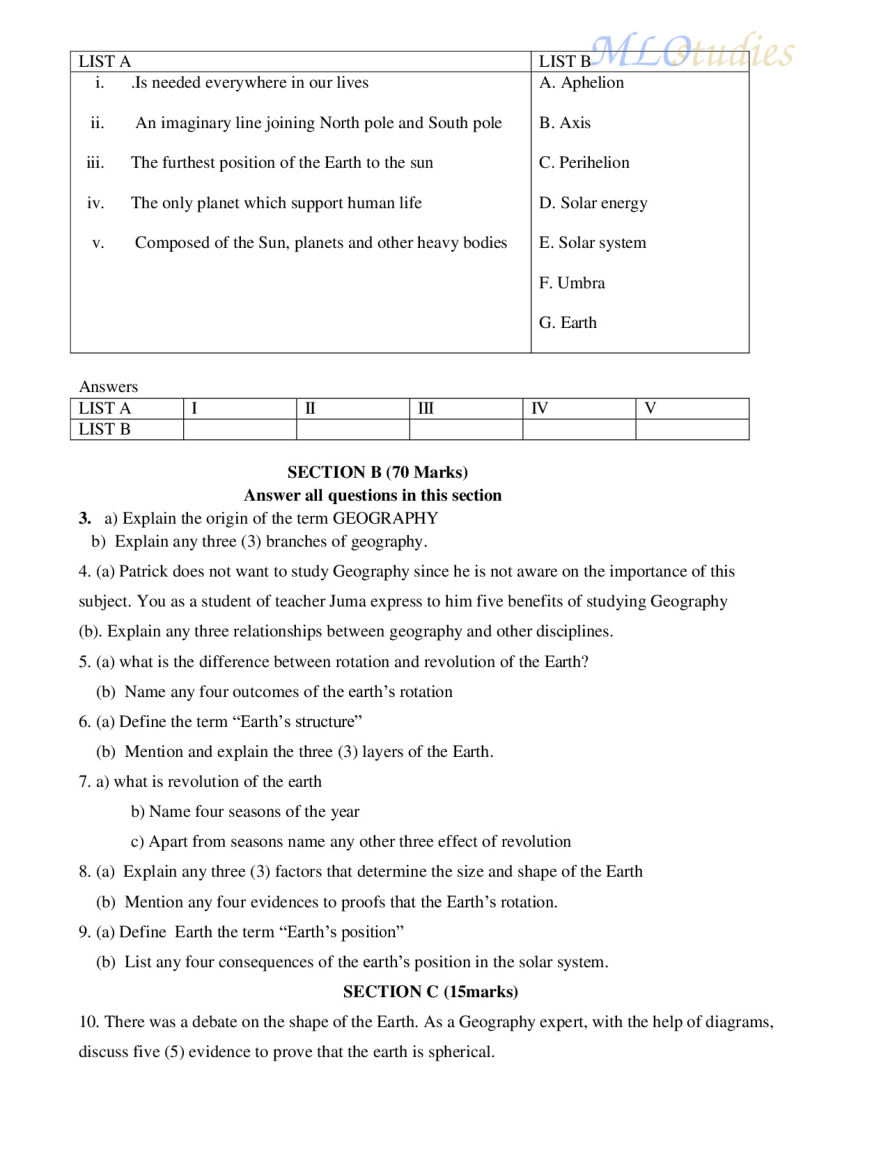 MLOtudies
LIST A LIST B
i. .Is needed everywhere in our lives A. Aphelion
ii. An imaginary line joining North pole and South pole B. Axis
iii. The furthest position of the Earth to the sun C. Perihelion
iv. The only planet which support human life D. Solar energy
v. Composed of the Sun, planets and other heavy bodies E. Solar system
F. Umbra
G. Earth
Answers
LIST A I II III IV V
LIST B
SECTION B (70 Marks)
Answer all questions in this section
3. a) Explain the origin of the term GEOGRAPHY
b) Explain any three (3) branches of geography.
4. (a) Patrick does not want to study Geography since he is not aware on the importance of this
subject. You as a student of teacher Juma express to him five benefits of studying Geography
(b). Explain any three relationships between geography and other disciplines.
5. (a) what is the difference between rotation and revolution of the Earth?
(b) Name any four outcomes of the earth’s rotation
6. (a) Define the term “Earth’s structure”
(b) Mention and explain the three (3) layers of the Earth.
7. a) what is revolution of the earth
b) Name four seasons of the year
c) Apart from seasons name any other three effect of revolution
8. (a) Explain any three (3) factors that determine the size and shape of the Earth
(b) Mention any four evidences to proofs that the Earth’s rotation.
9. (a) Define Earth the term “Earth’s position”
(b) List any four consequences of the earth’s position in the solar system.
SECTION C (15marks)
10. There was a debate on the shape of the Earth. As a Geography expert, with the help of diagrams,
discuss five (5) evidence to prove that the earth is spherical.